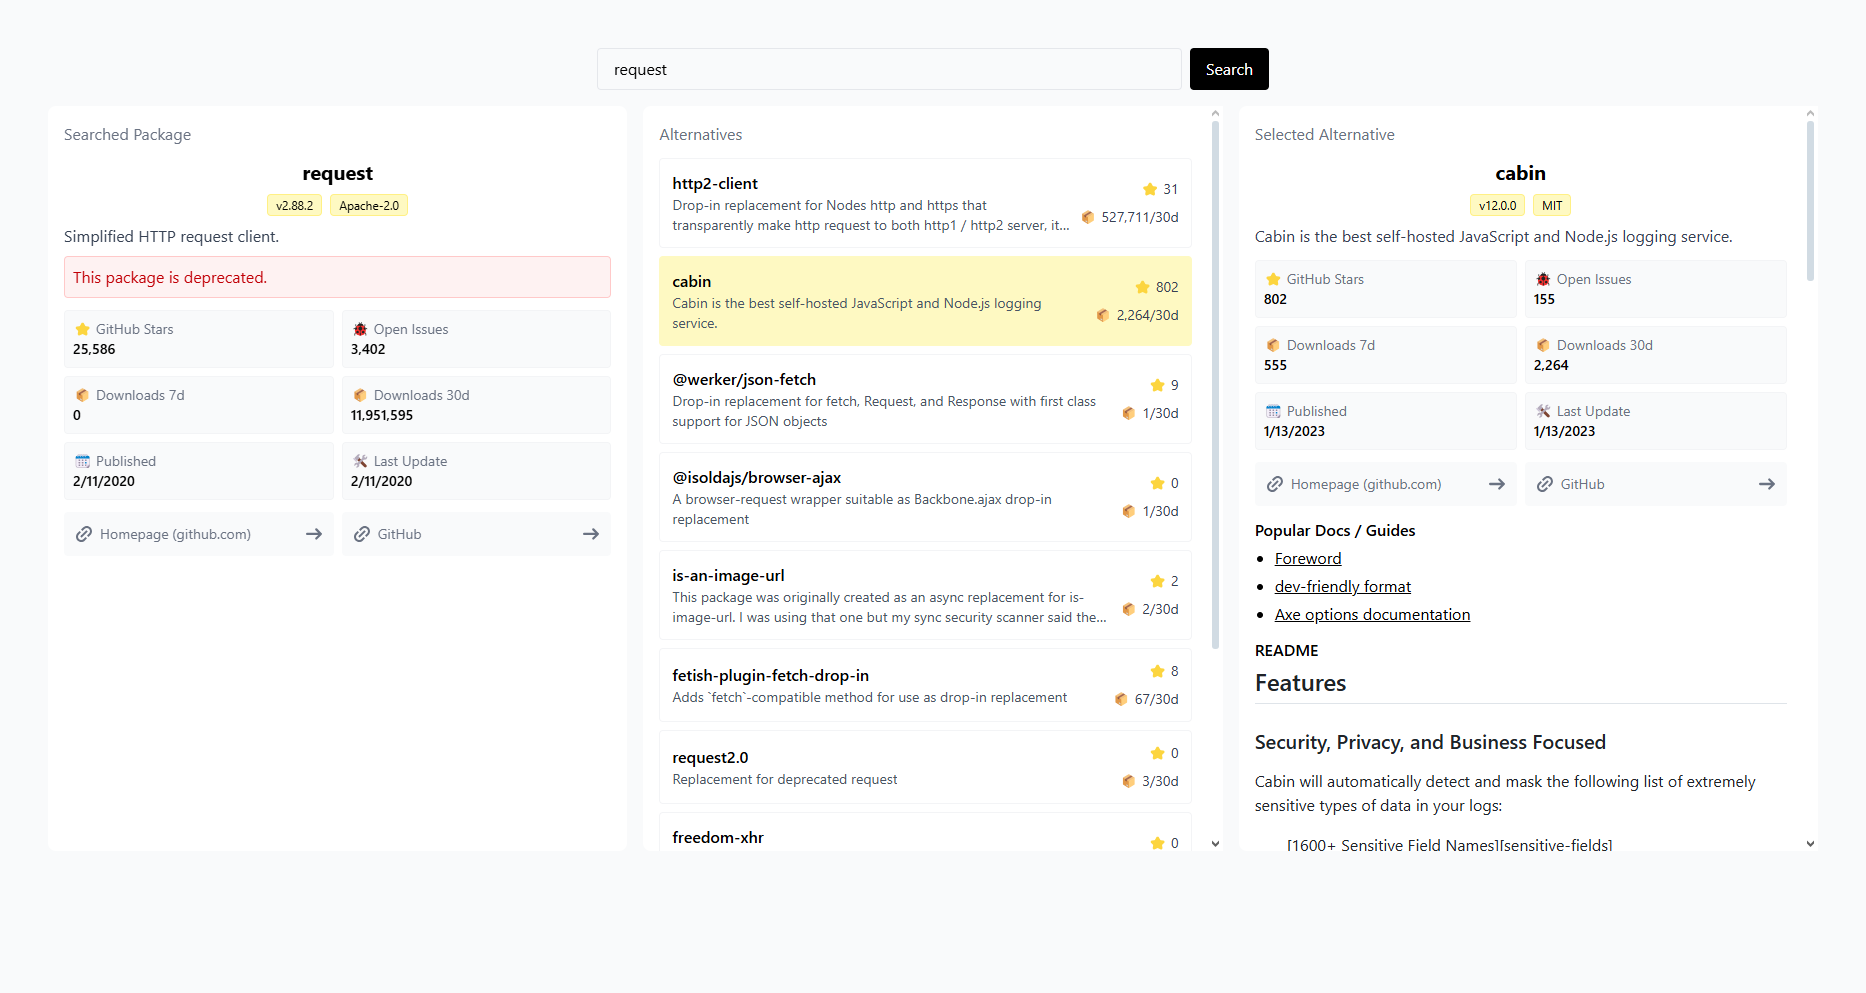 request
Search
Searched Package
request
v2.88.2
Apache-2.0
Simplified HTTP request client.
This package is deprecated.
GitHub Stars
25,586
Open Issues
3,402
Downloads 7d
0
Downloads 30d
11,951,595
Published
2/11/2020
Last Update
2/11/2020
Homepage (github.com)
GitHub
Alternatives
http2-client
Drop-in replacement for Nodes http and https that
transparently make http request to both http1 / http2 server, it...
31
527,711/30d
cabin
Cabin is the best self-hosted JavaScript and Node.js logging
service.
802
2,264/30d
@werker/json-fetch
Drop-in replacement for fetch, Request, and Response with first class
support for JSON objects
9
1/30d
@isoldajs/browser-ajax
A browser-request wrapper suitable as Backbone.ajax drop-in
replacement
0
1/30d
is-an-image-url
This package was originally created as an async replacement for is-
image-url. I was using that one but my sync security scanner said the...
2
2/30d
fetish-plugin-fetch-drop-in
Adds `fetch`-compatible method for use as drop-in replacement
8
67/30d
request2.0
Replacement for deprecated request
0
3/30d
freedom-xhr
0
Selected Alternative
cabin
v12.0.0
MIT
Cabin is the best self-hosted JavaScript and Node.js logging service.
GitHub Stars
802
Open Issues
155
Downloads 7d
555
Downloads 30d
2,264
Published
1/13/2023
Last Update
1/13/2023
Homepage (github.com)
GitHub
Popular Docs / Guides
Foreword
dev-friendly format
Axe options documentation
README
Features
Security, Privacy, and Business Focused
Cabin will automatically detect and mask the following list of extremely
sensitive types of data in your logs:
[1600+ Sensitive Field Names][sensitive-fields]